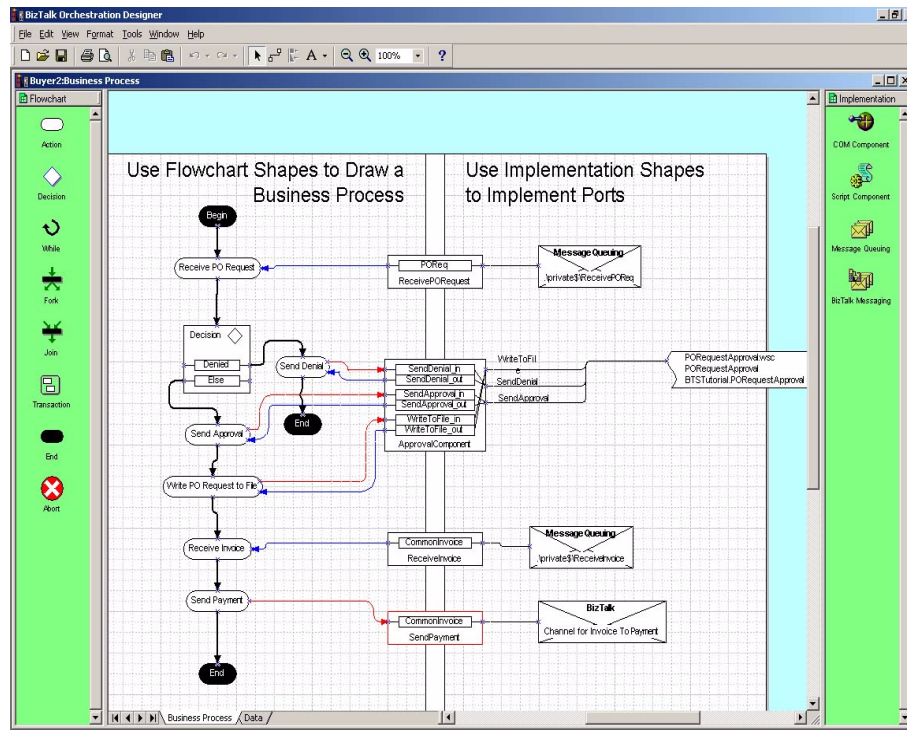 BizTalk Orchestration Designer
File Edit View Format Tools Window Help
100%
Buyer2:Business Process
Flowchart
Action
Decision
While
Fork
Join
Transaction
End
Abort
Use Flowchart Shapes to Draw a
Business Process
Use Implementation Shapes
to Implement Ports
Begin
Receive PO Request
POReq
ReceivePORequest
Message Queuing
.\private$\ReceivePOReq
Decision
Denied
Else
Send Denial
End
Send Approval
Write PO Request to File
SendDenial_in
SendDenial_out
SendApproval_in
SendApproval_out
WriteToFile_in
WriteToFile_out
ApprovalComponent
WriteToFil
e
SendDenial
SendApproval
PORequestApproval.wsc
PORequestApproval
BTSTutorial.PORequestApproval
Receive Invoice
CommonInvoice
ReceiveInvoice
Message Queuing
.\private$\ReceiveInvoice
Send Payment
CommonInvoice
SendPayment
BizTalk
Channel for Invoice To Payment
End
Implementation
COM Component
Script Component
Message Queuing
BizTalk Messaging
Business Process
Data